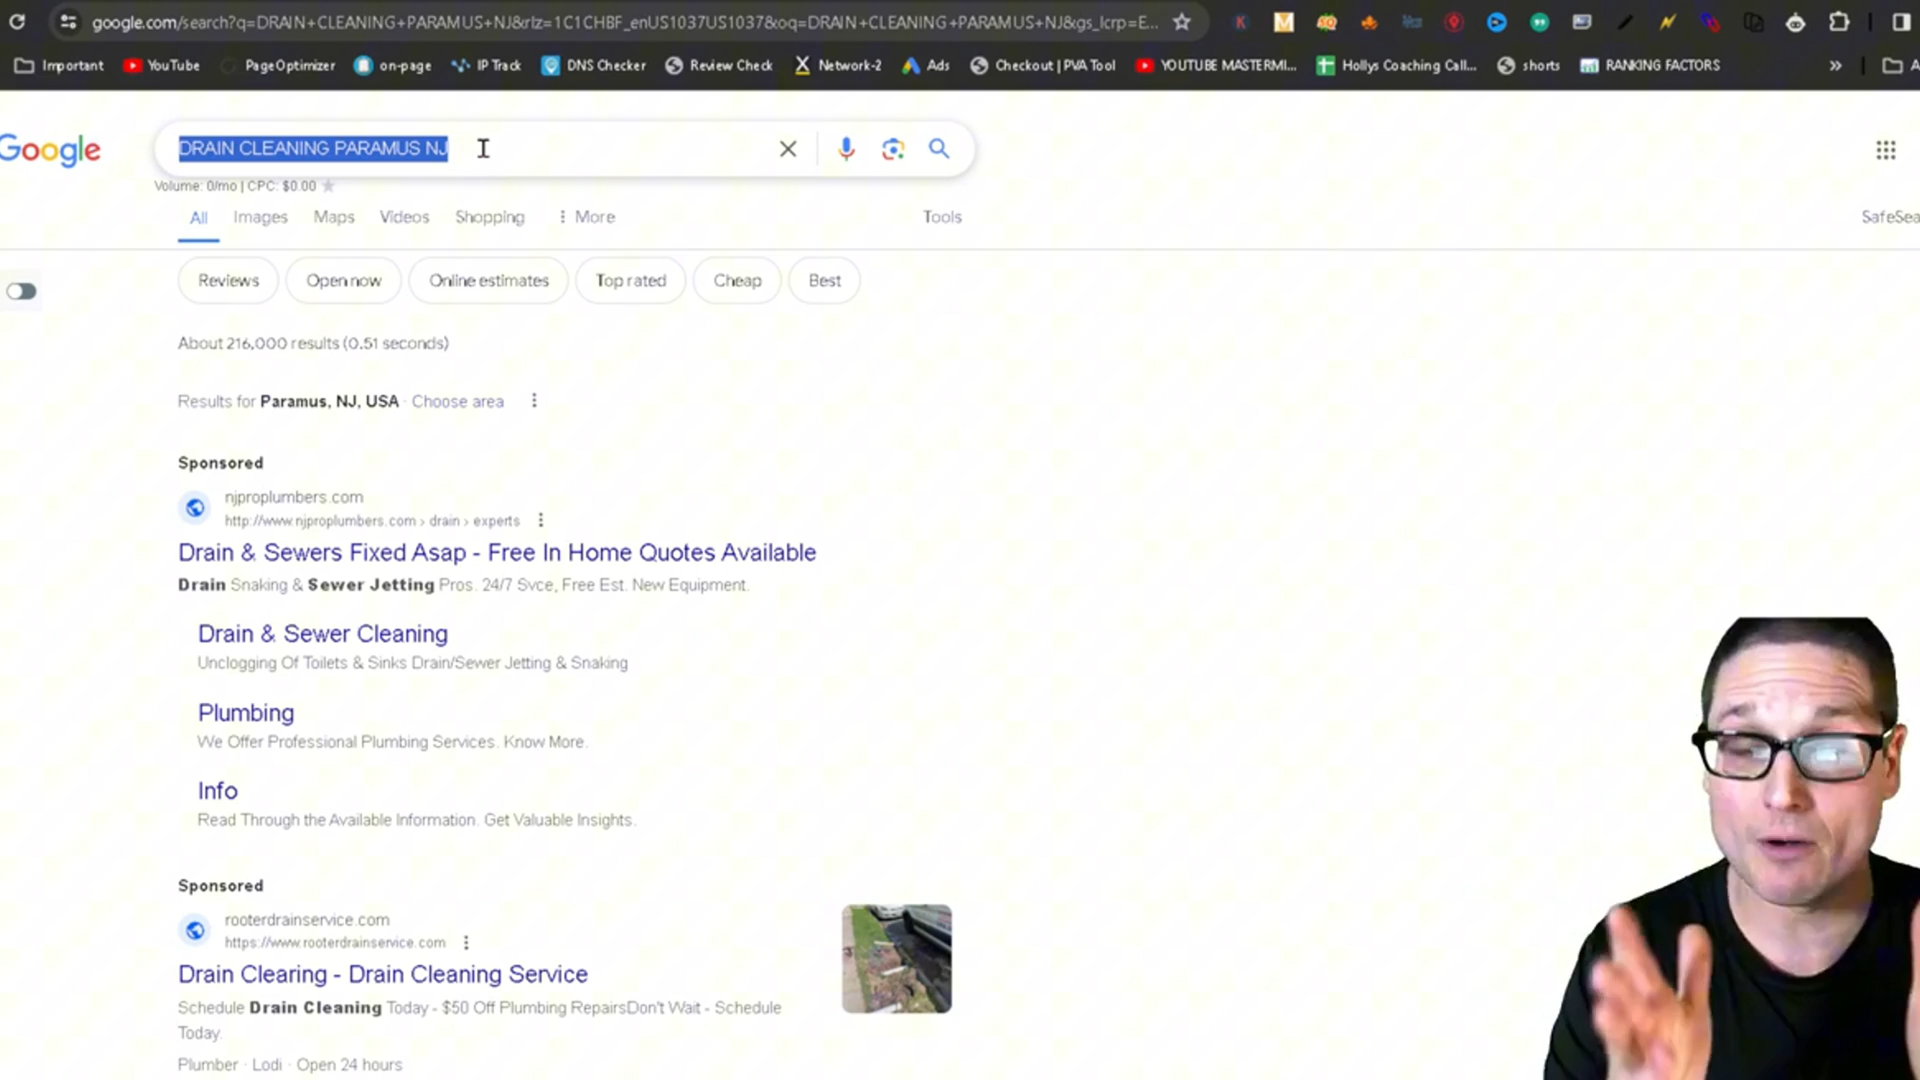 google.com/search?q=DRAIN+CLEANING+PARAMUS+NJ&rlz=1C1CHBF_enUS1037US1037&oq=DRAIN+CLEANING+PARAMUS+NJ&gs_lcrp=E...
Important YouTube PageOptimizer on-page IP Track DNS Checker Review Check Network-2 Ads Checkout | PVA Tool YOUTUBE MASTERMI... Hollys Coaching Call... shorts RANKING FACTORS » A
Google DRAIN CLEANING PARAMUS NJ
Volume: 0/mo | CPC: $0.00
All Images Maps Videos Shopping More Tools SafeSea
Reviews Open now Online estimates Top rated Cheap Best
About 216,000 results (0.51 seconds)
Results for Paramus, NJ, USA · Choose area
Sponsored
njproplumbers.com
http://www.njproplumbers.com › drain › experts
Drain & Sewers Fixed Asap - Free In Home Quotes Available
Drain Snaking & Sewer Jetting Pros. 24/7 Svce, Free Est. New Equipment.
Drain & Sewer Cleaning
Unclogging Of Toilets & Sinks Drain/Sewer Jetting & Snaking
Plumbing
We Offer Professional Plumbing Services. Know More.
Info
Read Through the Available Information. Get Valuable Insights.
Sponsored
rooterdrainservice.com
https://www.rooterdrainservice.com
Drain Clearing - Drain Cleaning Service
Schedule Drain Cleaning Today - $50 Off Plumbing RepairsDon't Wait - Schedule
Today.
Plumber · Lodi · Open 24 hours